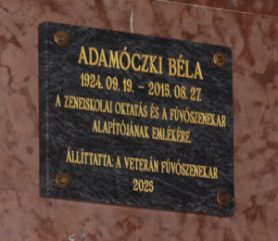 ADAMÓCZKI BÉLA
1924. 09. 19. – 2015. 08. 27.
A ZENEISKOLAI OKTATÁS ÉS A FÚVÓSZENEKAR
ALAPÍTÓJÁNAK EMLÉKÉRE.
ÁLLÍTTATTA: A VETERÁN FÚVÓSZENEKAR
2025